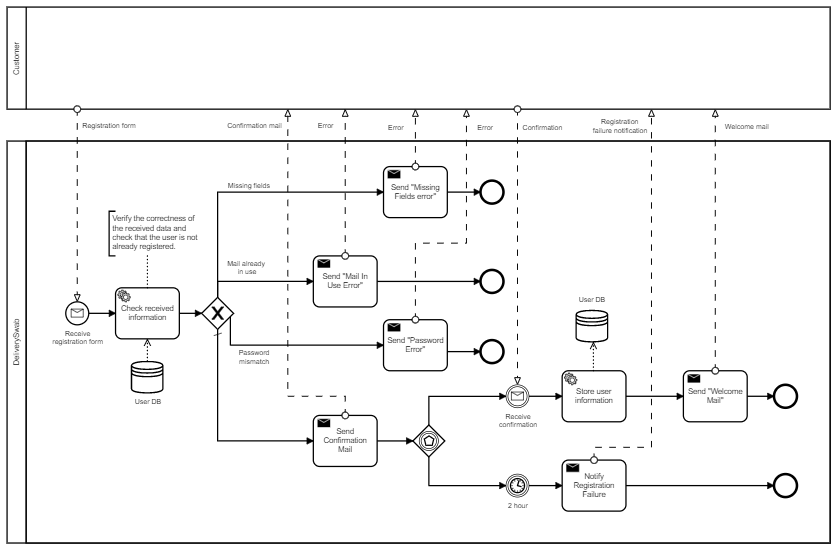 Customer
Registration form
Confirmation mail
Error
Error
Error
Confirmation
Registration
failure notification
Welcome mail
DeliverySwab
Missing fields
Send "Missing
Fields error"
Verify the correctness of
the received data and
check that the user is not
already registered.
Mail already
in use
Send "Mail In
Use Error"
Check received
information
Receive
registration form
User DB
Password
mismatch
Send "Password
Error"
User DB
Store user
information
Send "Welcome
Mail"
Receive
confirmation
Send
Confirmation
Mail
Notify
Registration
Failure
2 hour